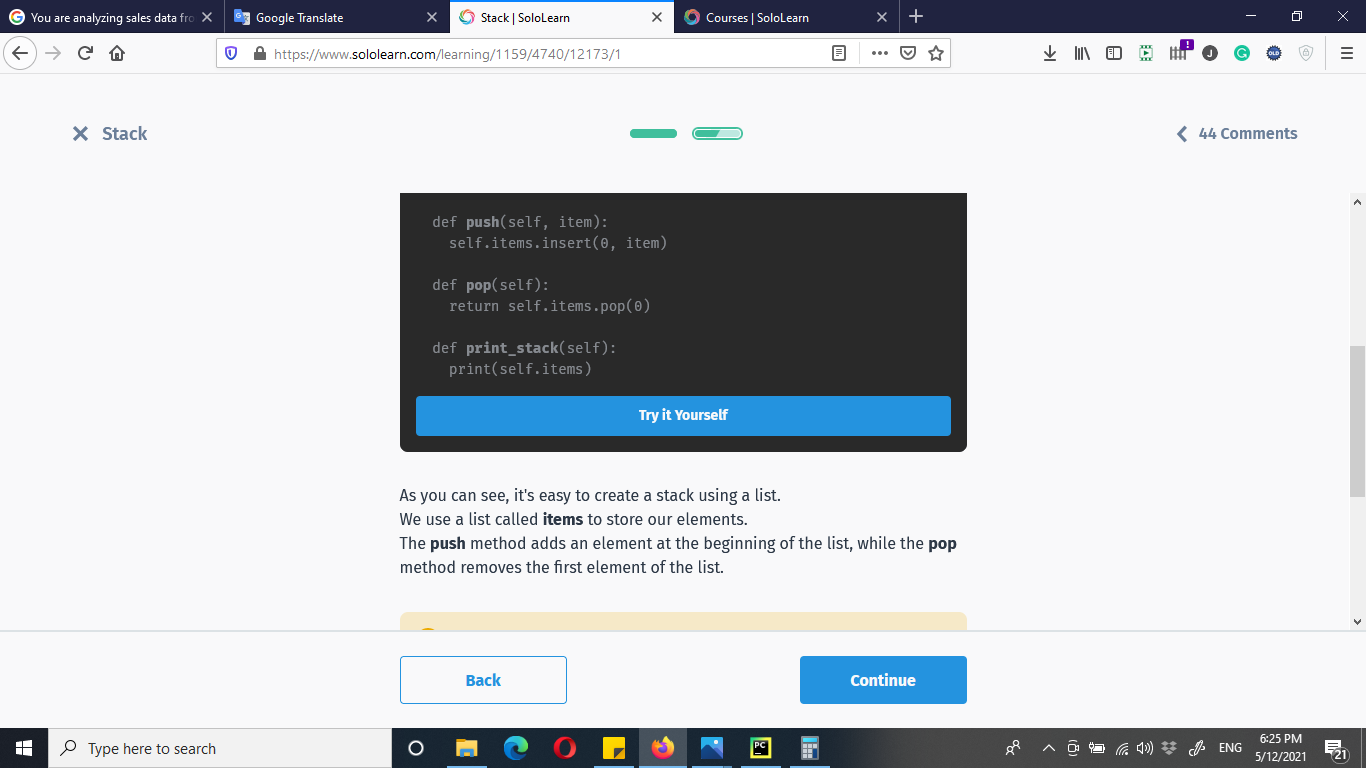 You are analyzing sales data fro
Google Translate
Stack | SoloLearn
Courses | SoloLearn
https://www.sololearn.com/learning/1159/4740/12173/1
Stack
44 Comments
def push(self, item):
self.items.insert(0, item)
def pop(self):
return self.items.pop(0)
def print_stack(self):
print(self.items)
Try it Yourself
As you can see, it's easy to create a stack using a list.
We use a list called items to store our elements.
The push method adds an element at the beginning of the list, while the pop
method removes the first element of the list.
Back
Continue
Type here to search
ENG
6:25 PM
5/12/2021
21